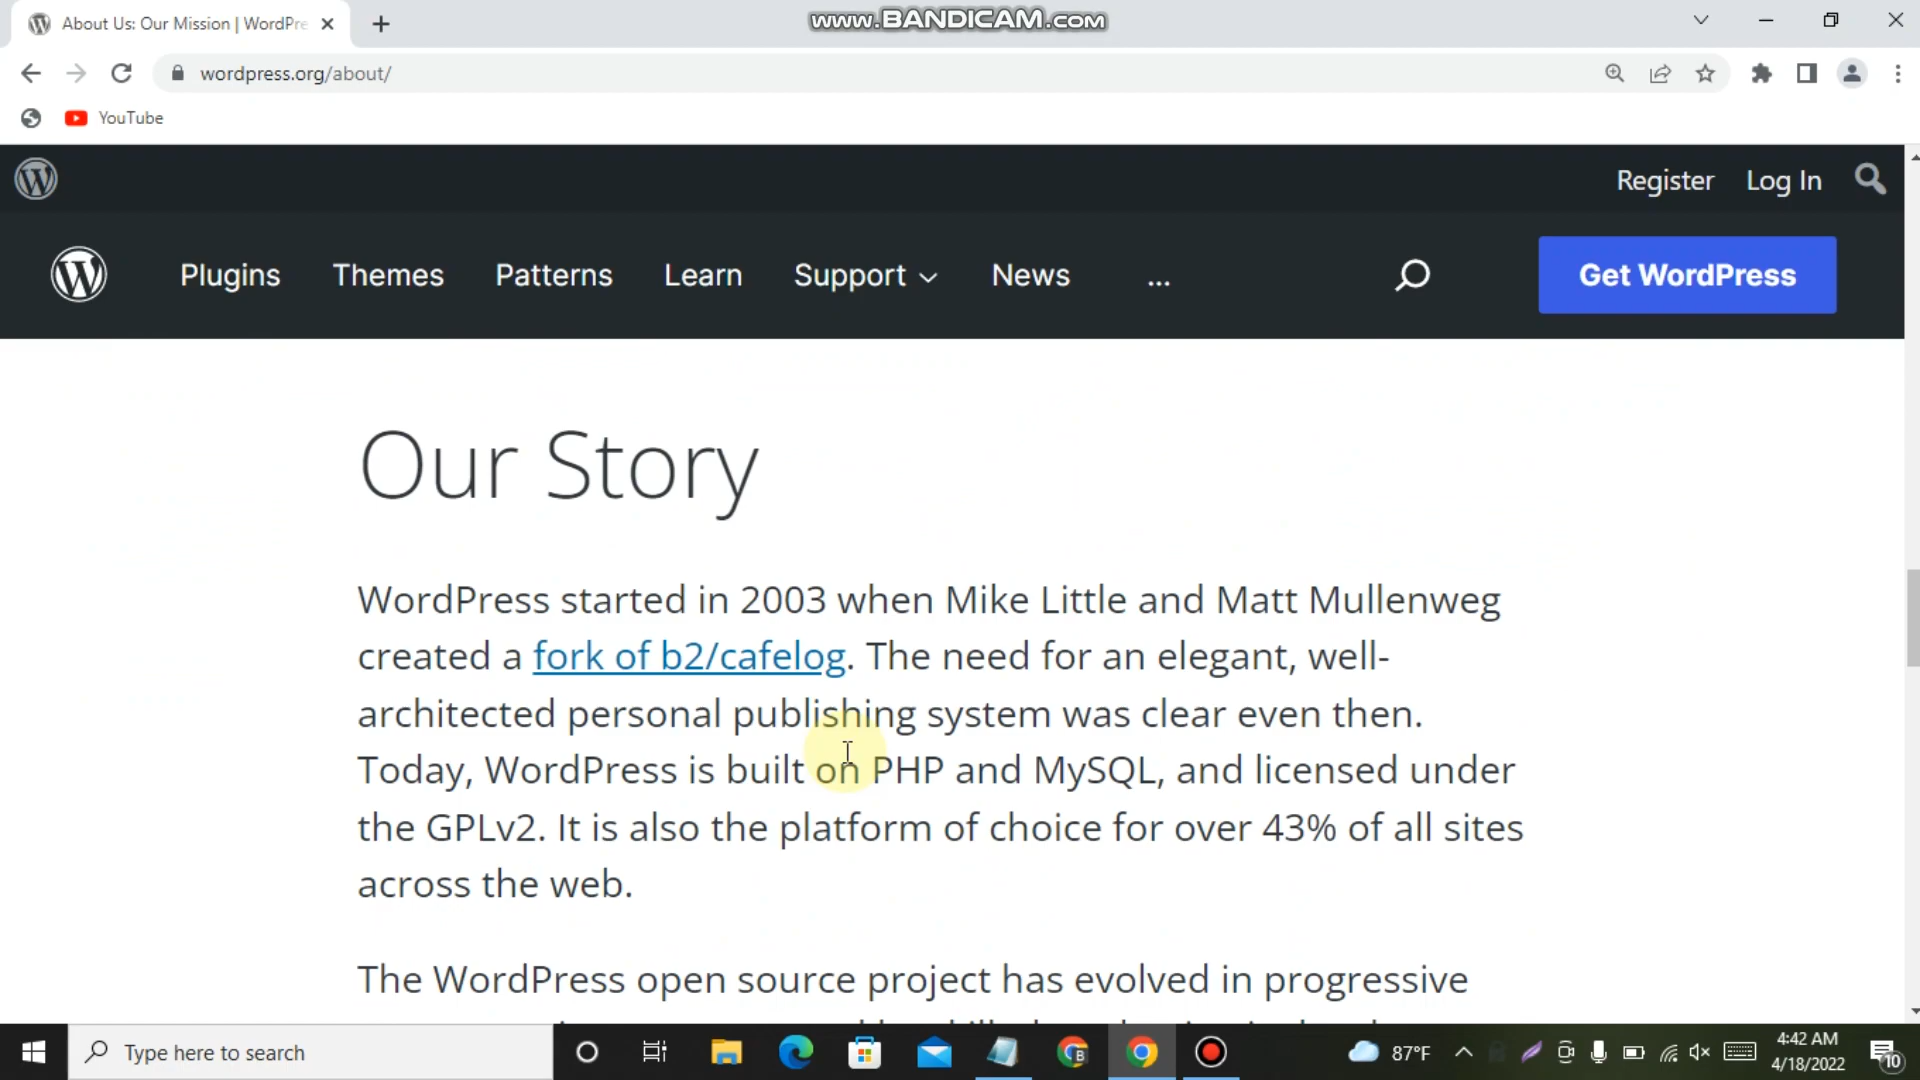 About Us: Our Mission | WordPre
www.BANDICAM.com
wordpress.org/about/
YouTube
Register Log In
Plugins Themes Patterns Learn Support News ... Get WordPress
Our Story
WordPress started in 2003 when Mike Little and Matt Mullenweg
created a fork of b2/cafelog. The need for an elegant, well-
architected personal publishing system was clear even then.
Today, WordPress is built on PHP and MySQL, and licensed under
the GPLv2. It is also the platform of choice for over 43% of all sites
across the web.
The WordPress open source project has evolved in progressive
Type here to search
87°F
4:42 AM
4/18/2022
10